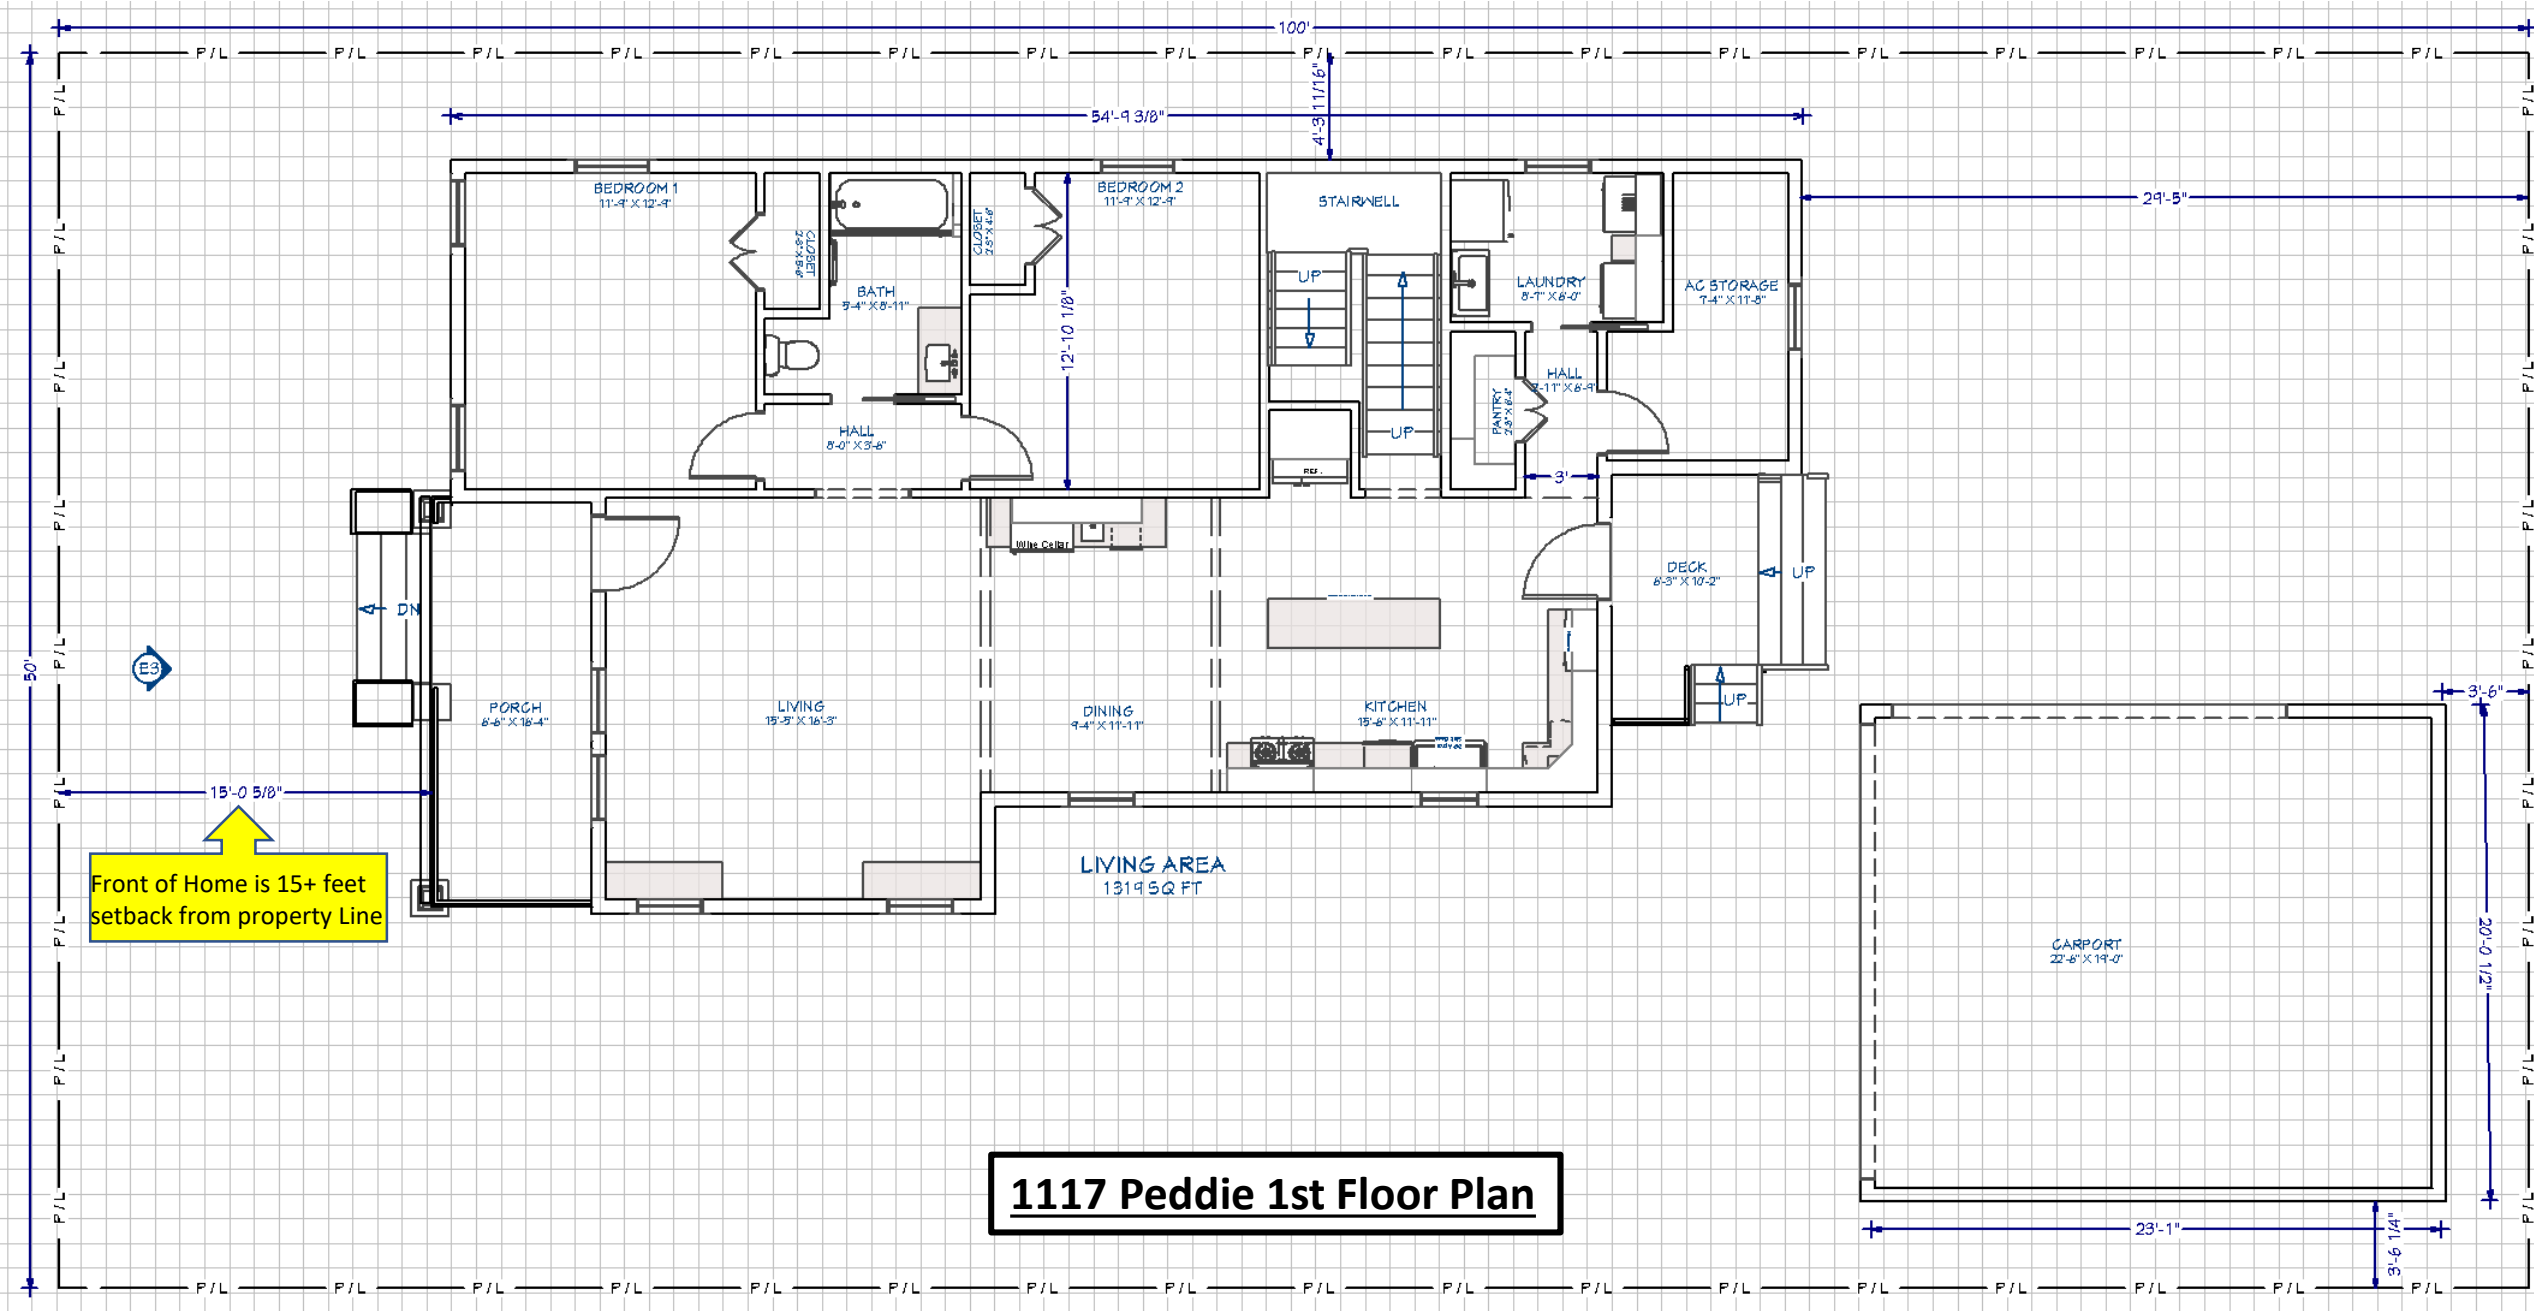 100'
P/L P/L P/L P/L P/L P/L P/L P/L P/L P/L P/L P/L P/L P/L P/L P/L P/L
4'-3 11/16"
54'-9 3/8"
29'-5"
BEDROOM 1
11'-9" X 12'-9"
CLOSET
BATH
5'-4" X 8'-11"
CLOSET
2'-8" X 4'-6"
BEDROOM 2
11'-9" X 12'-9"
12'-10 1/8"
STAIRWELL
UP
UP
LAUNDRY
8'-7" X 6'-0"
AC STORAGE
7'-4" X 11'-8"
HALL
PANTRY
3'
HALL
8'-0" X 3'-6"
REF.
Wine Cellar
DECK
6'-3" X 10'-2"
UP
UP
DN
E3
50'
PORCH
6'-6" X 16'-4"
LIVING
15'-5" X 16'-3"
DINING
9'-4" X 11'-11"
KITCHEN
15'-6" X 11'-11"
3'-6"
15'-0 5/8"
Front of Home is 15+ feet
setback from property Line
LIVING AREA
1319 SQ FT
CARPORT
22'-6" X 19'-0"
20'-0 1/2"
1117 Peddie 1st Floor Plan
23'-1"
3'-6 1/4"
P/L P/L P/L P/L P/L P/L P/L P/L P/L P/L P/L P/L P/L P/L P/L P/L P/L